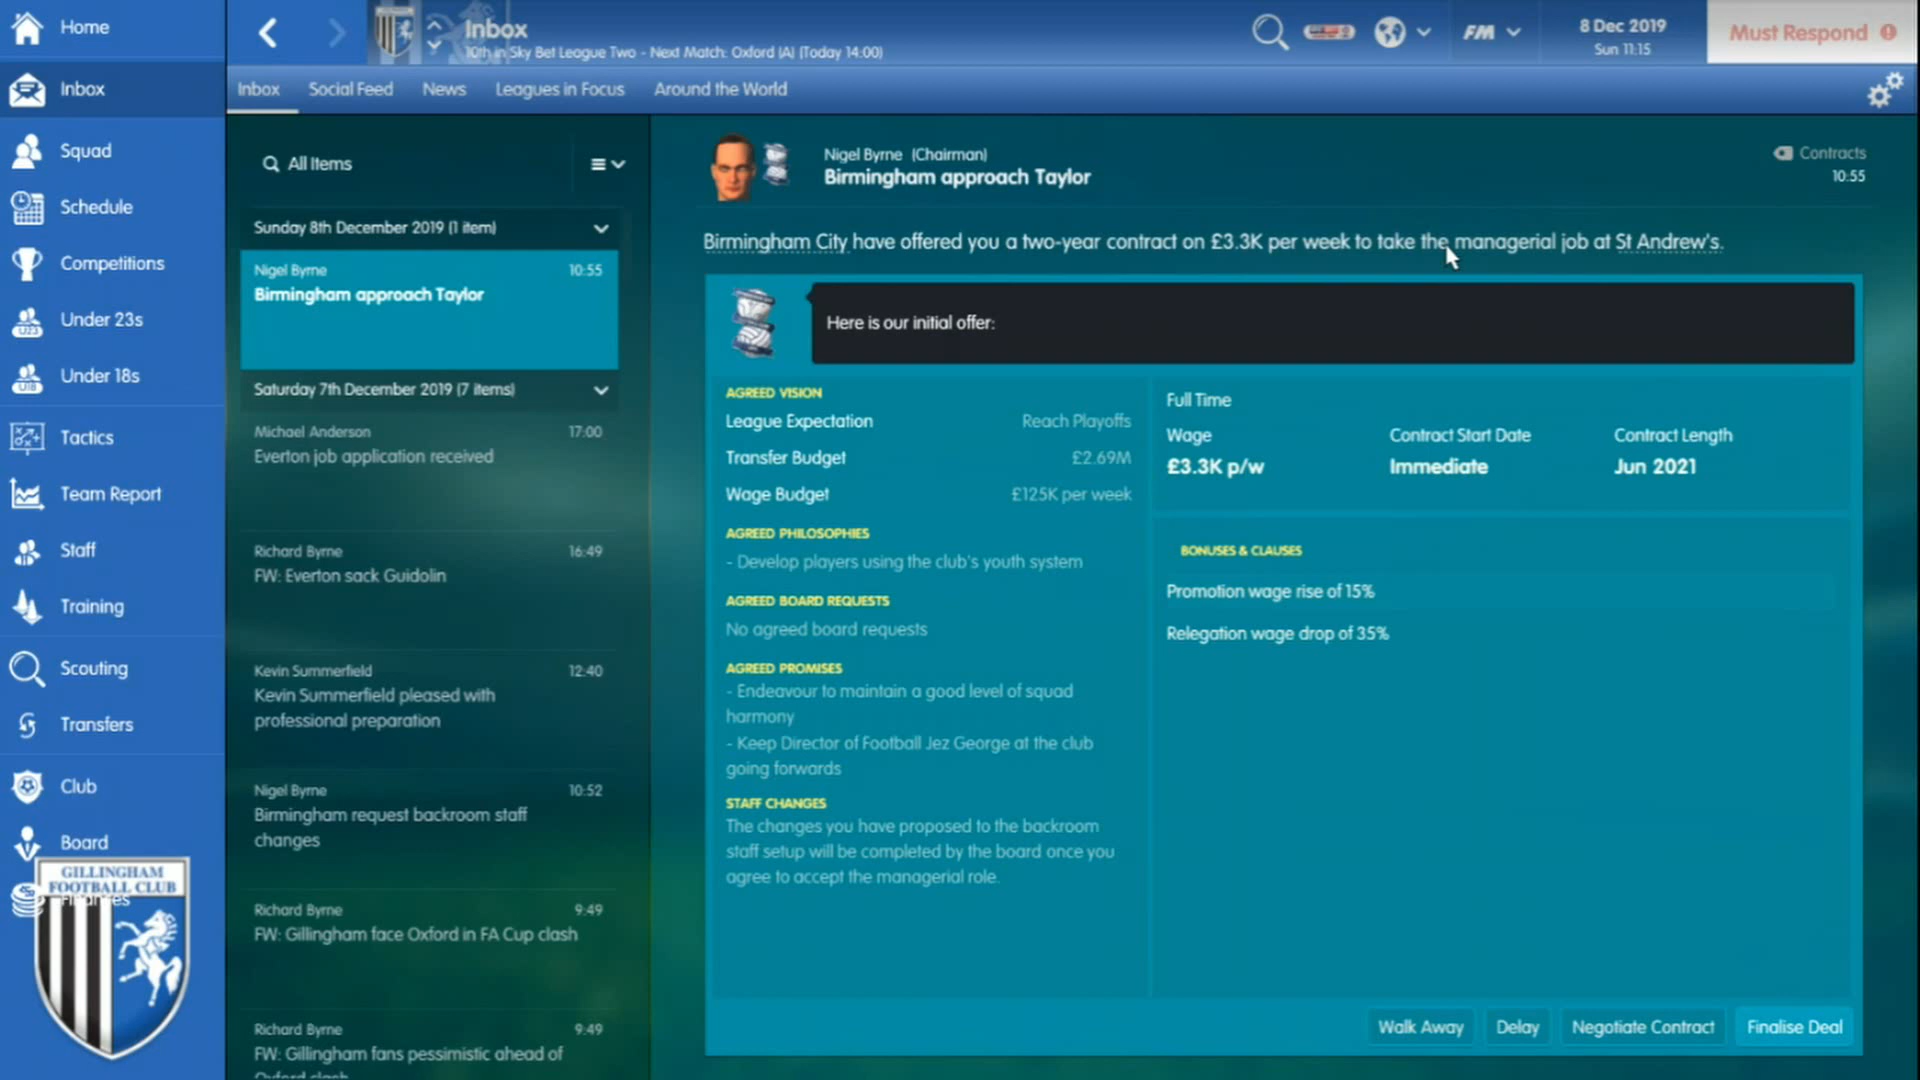 Home
Inbox
Squad
Schedule
Competitions
Under 23s
Under 18s
Tactics
Team Report
Staff
Training
Scouting
Transfers
Club
Board
Finances
GILLINGHAM
FOOTBALL CLUB
Inbox
10th in Sky Bet League Two - Next Match: Oxford (A) (Today 14:00)
FM
8 Dec 2019
Sun 11:15
Must Respond
Inbox Social Feed News Leagues in Focus Around the World
All Items
Sunday 8th December 2019 (1 item)
Nigel Byrne 10:55
Birmingham approach Taylor
Saturday 7th December 2019 (7 items)
Michael Anderson 17:00
Everton job application received
Richard Byrne 16:49
FW: Everton sack Guidolin
Kevin Summerfield 12:40
Kevin Summerfield pleased with
professional preparation
Nigel Byrne 10:52
Birmingham request backroom staff
changes
Richard Byrne 9:49
FW: Gillingham face Oxford in FA Cup clash
Richard Byrne 9:49
FW: Gillingham fans pessimistic ahead of
Oxford clash
Nigel Byrne (Chairman)
Birmingham approach Taylor
Contracts
10:55
Birmingham City have offered you a two-year contract on £3.3K per week to take the managerial job at St Andrew's.
Here is our initial offer:
AGREED VISION
League Expectation Reach Playoffs
Transfer Budget £2.69M
Wage Budget £125K per week
AGREED PHILOSOPHIES
- Develop players using the club's youth system
AGREED BOARD REQUESTS
No agreed board requests
AGREED PROMISES
- Endeavour to maintain a good level of squad
harmony
- Keep Director of Football Jez George at the club
going forwards
STAFF CHANGES
The changes you have proposed to the backroom
staff setup will be completed by the board once you
agree to accept the managerial role.
Full Time
Wage Contract Start Date Contract Length
£3.3K p/w Immediate Jun 2021
BONUSES & CLAUSES
Promotion wage rise of 15%
Relegation wage drop of 35%
Walk Away Delay Negotiate Contract Finalise Deal